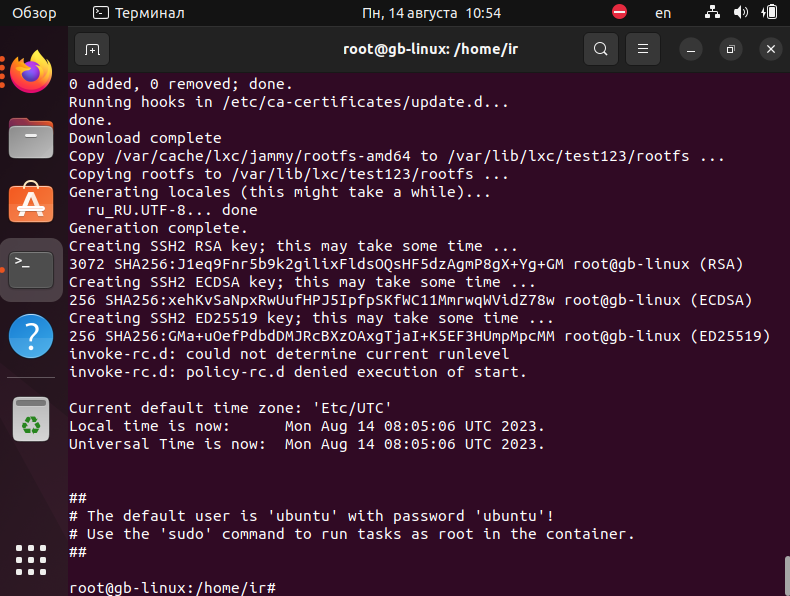 Обзор
Терминал
Пн, 14 августа 10:54
en
root@gb-linux: /home/ir
0 added, 0 removed; done.
Running hooks in /etc/ca-certificates/update.d...
done.
Download complete
Copy /var/cache/lxc/jammy/rootfs-amd64 to /var/lib/lxc/test123/rootfs ...
Copying rootfs to /var/lib/lxc/test123/rootfs ...
Generating locales (this might take a while)...
  ru_RU.UTF-8... done
Generation complete.
Creating SSH2 RSA key; this may take some time ...
3072 SHA256:J1eq9Fnr5b9k2gilixFldsOQsHF5dzAgmP8gX+Yg+GM root@gb-linux (RSA)
Creating SSH2 ECDSA key; this may take some time ...
256 SHA256:xehKvSaNpxRwUufHPJ5IpfpSKfWC11MmrwqWVidZ78w root@gb-linux (ECDSA)
Creating SSH2 ED25519 key; this may take some time ...
256 SHA256:GMa+uOefPdbdDMJRcBXzOAxgTjaI+K5EF3HUmpMpcMM root@gb-linux (ED25519)
invoke-rc.d: could not determine current runlevel
invoke-rc.d: policy-rc.d denied execution of start.
Current default time zone: 'Etc/UTC'
Local time is now:      Mon Aug 14 08:05:06 UTC 2023.
Universal Time is now:  Mon Aug 14 08:05:06 UTC 2023.
##
# The default user is 'ubuntu' with password 'ubuntu'!
# Use the 'sudo' command to run tasks as root in the container.
##
root@gb-linux:/home/ir#